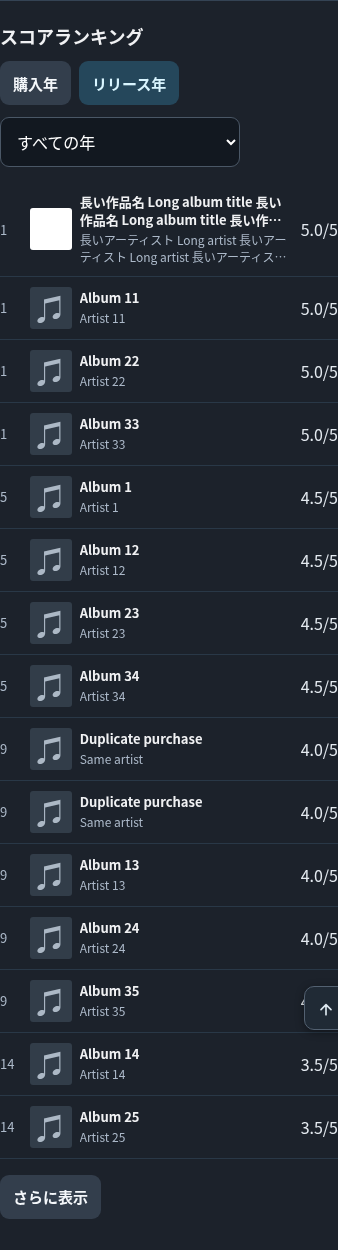 スコアランキング
購入年
リリース年
すべての年
1
長い作品名 Long album title 長い
作品名 Long album title 長い作…
長いアーティスト Long artist 長いアー
ティスト Long artist 長いアーティス…
5.0/5
1
Album 11
Artist 11
5.0/5
1
Album 22
Artist 22
5.0/5
1
Album 33
Artist 33
5.0/5
5
Album 1
Artist 1
4.5/5
5
Album 12
Artist 12
4.5/5
5
Album 23
Artist 23
4.5/5
5
Album 34
Artist 34
4.5/5
9
Duplicate purchase
Same artist
4.0/5
9
Duplicate purchase
Same artist
4.0/5
9
Album 13
Artist 13
4.0/5
9
Album 24
Artist 24
4.0/5
9
Album 35
Artist 35
14
Album 14
Artist 14
3.5/5
14
Album 25
Artist 25
3.5/5
さらに表示